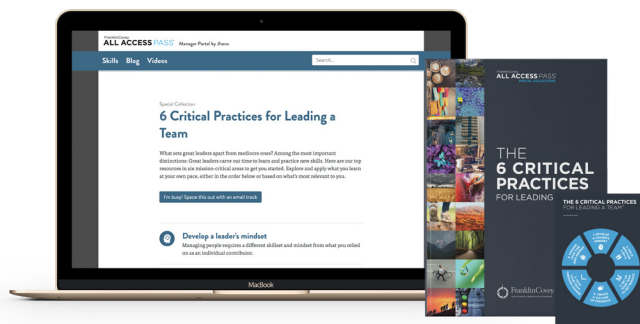 FranklinCovey
ALL ACCESS PASS Manager Portal by Jhana
Skills Blog Videos
Search...
Special Collection
6 Critical Practices for Leading a
Team
What sets great leaders apart from mediocre ones? Among the most important
distinctions: Great leaders carve out time to learn and practice new skills. Here are our top
resources in six mission-critical areas to get you started. Explore and apply what you learn
at your own pace, either in the order below or based on what's most relevant to you.
I'm busy! Space this out with an email track
Develop a leader's mindset
Managing people requires a different skillset and mindset from what you relied
on as an individual contributor.
MacBook
FranklinCovey
ALL ACCESS PASS
THE
6 CRITICAL
PRACTICES
FOR LEADING
FranklinCovey
THE 6 CRITICAL PRACTICES
FOR LEADING A TEAM